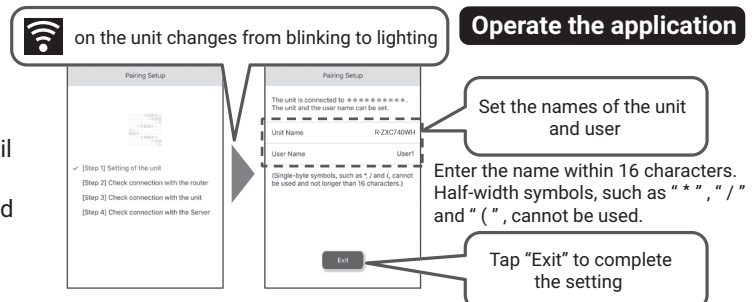 on the unit changes from blinking to lighting
Operate the application
il
d
Pairing Setup
✓ [Step 1] Setting of the unit
[Step 2] Check connection with the router
[Step 3] Check connection with the unit
[Step 4] Check connection with the Server
Pairing Setup
The unit is connected to **********.
The unit and the user name can be set.
Unit Name R-ZXC740WH
User Name User1
(Single-byte symbols, such as *, / and (, cannot
be used and not longer than 16 characters.)
Exit
Set the names of the unit
and user
Enter the name within 16 characters.
Half-width symbols, such as “ * ” , “ / ”
and “ ( ” , cannot be used.
Tap “Exit” to complete
the setting